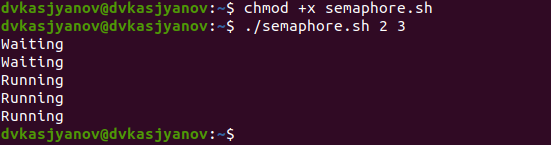 dvkasjyanov@dvkasjyanov:~$ chmod +x semaphore.sh
dvkasjyanov@dvkasjyanov:~$ ./semaphore.sh 2 3
Waiting
Waiting
Running
Running
Running
dvkasjyanov@dvkasjyanov:~$